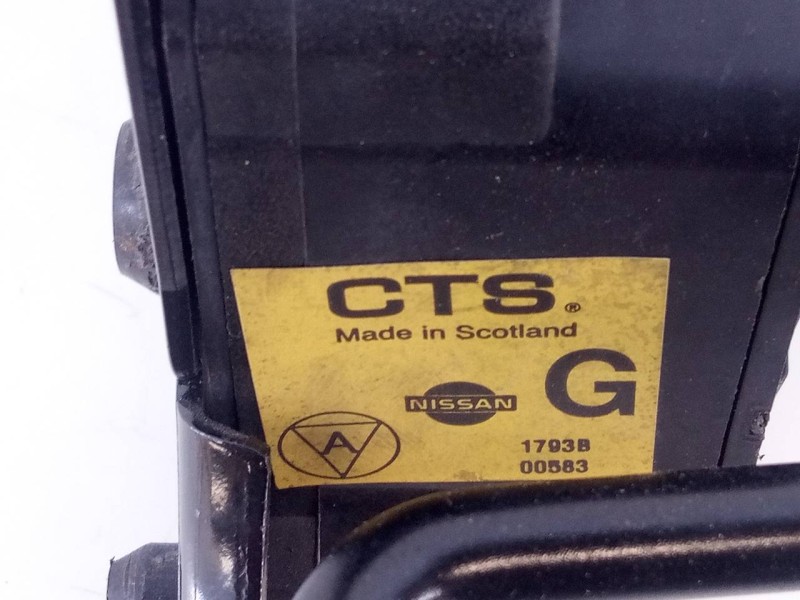 CTS®
Made in Scotland
G
NISSAN
A
1793B
00583